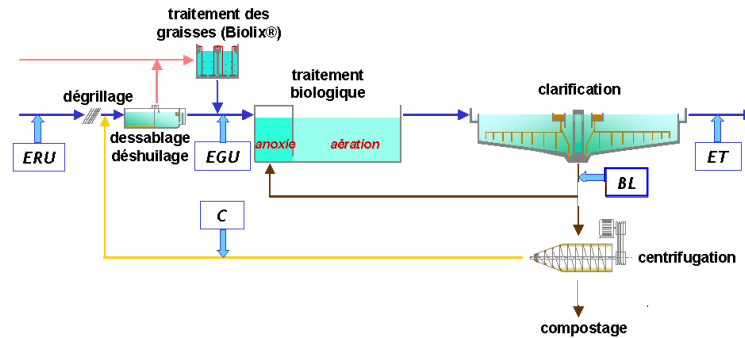 traitement des
graisses (Biolix®)
traitement
biologique
clarification
dégrillage
dessablage
déshuilage
anoxie
aération
ERU
EGU
BL
ET
C
centrifugation
compostage